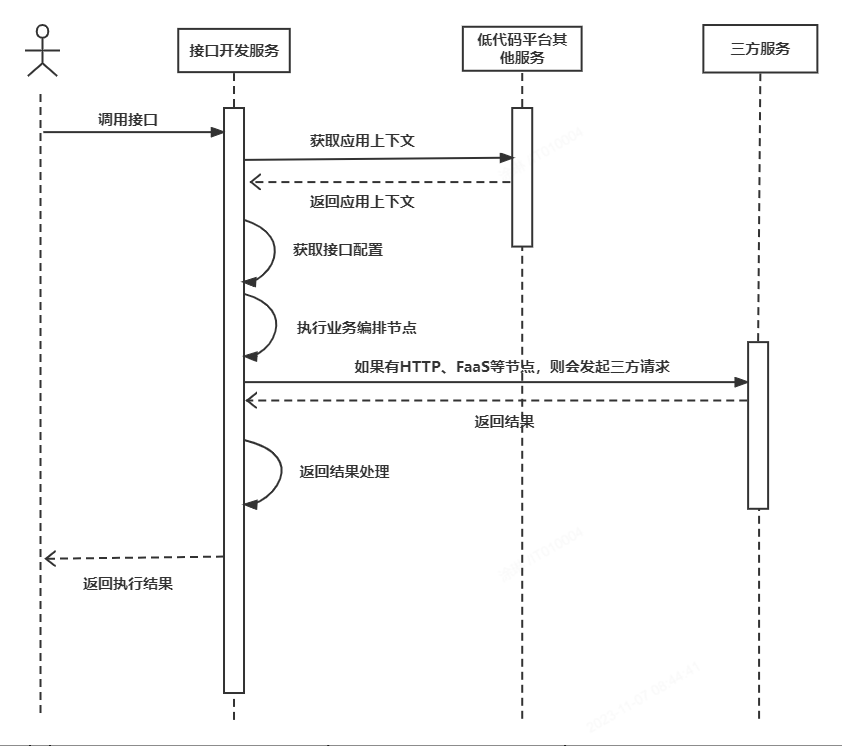 接口开发服务
低代码平台其
他服务
三方服务
调用接口
获取应用上下文
返回应用上下文
获取接口配置
执行业务编排节点
如果有HTTP、FaaS等节点，则会发起三方请求
返回结果
返回结果处理
返回执行结果